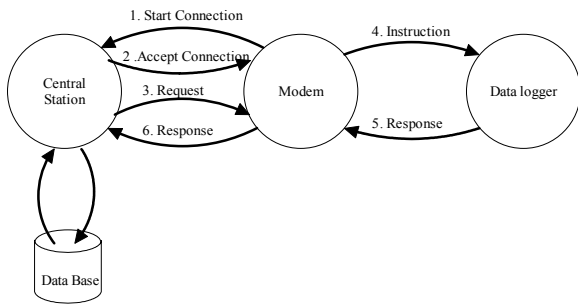 1. Start Connection
4. Instruction
2 .Accept Connection
Central
Station
3. Request
Modem
Data logger
6. Response
5. Response
Data Base